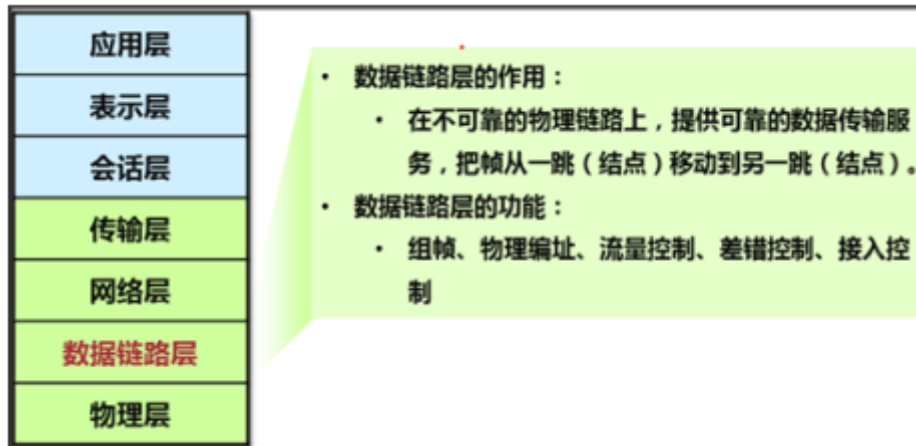 应用层
表示层
会话层
传输层
网络层
数据链路层
物理层
• 数据链路层的作用：
• 在不可靠的物理链路上，提供可靠的数据传输服
务，把帧从一跳（结点）移动到另一跳（结点）。
• 数据链路层的功能：
• 组帧、物理编址、流量控制、差错控制、接入控
制